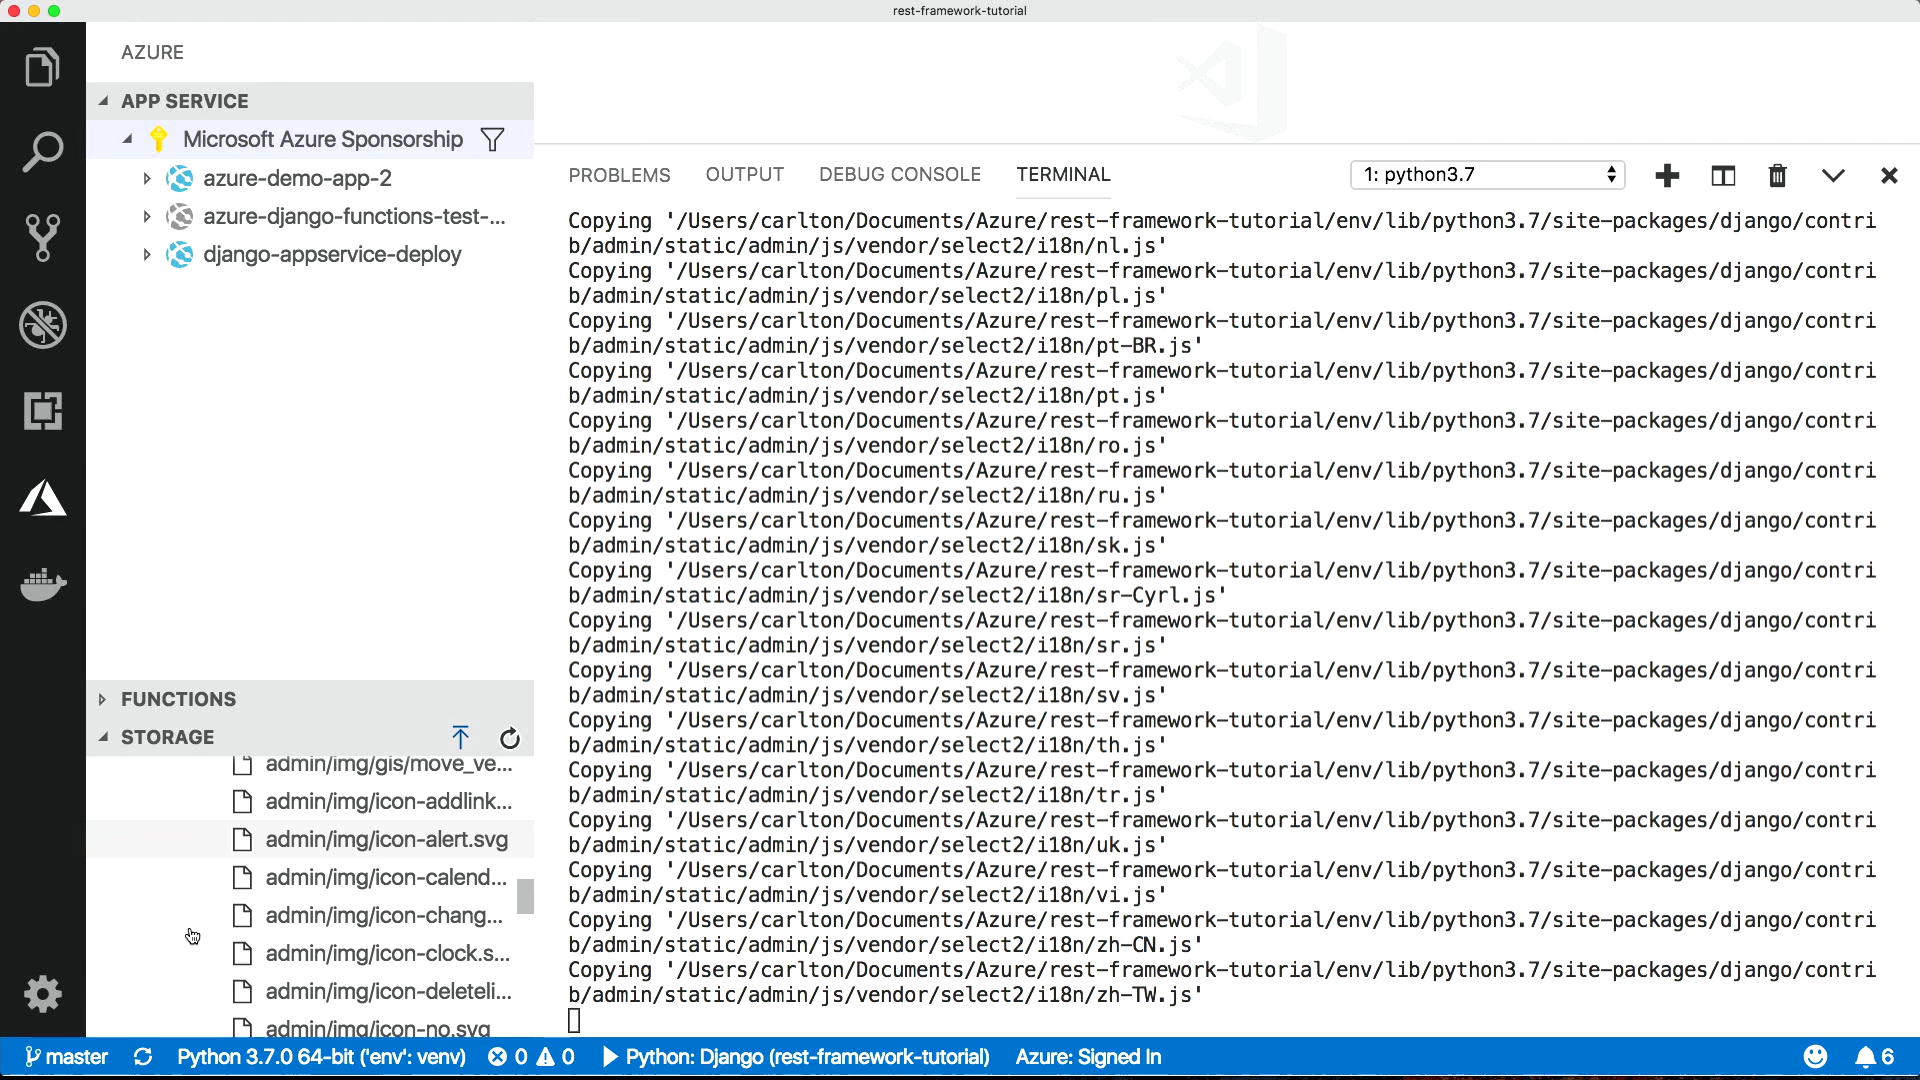 rest-framework-tutorial
AZURE
APP SERVICE
Microsoft Azure Sponsorship
azure-demo-app-2
azure-django-functions-test-...
django-appservice-deploy
FUNCTIONS
STORAGE
admin/img/gis/move_ve...
admin/img/icon-addlink...
admin/img/icon-alert.svg
admin/img/icon-calend...
admin/img/icon-chang...
admin/img/icon-clock.s...
admin/img/icon-deleteli...
admin/img/icon-no.svg
PROBLEMS OUTPUT DEBUG CONSOLE TERMINAL 1: python3.7
Copying '/Users/carlton/Documents/Azure/rest-framework-tutorial/env/lib/python3.7/site-packages/django/contri
b/admin/static/admin/js/vendor/select2/i18n/nl.js'
Copying '/Users/carlton/Documents/Azure/rest-framework-tutorial/env/lib/python3.7/site-packages/django/contri
b/admin/static/admin/js/vendor/select2/i18n/pl.js'
Copying '/Users/carlton/Documents/Azure/rest-framework-tutorial/env/lib/python3.7/site-packages/django/contri
b/admin/static/admin/js/vendor/select2/i18n/pt-BR.js'
Copying '/Users/carlton/Documents/Azure/rest-framework-tutorial/env/lib/python3.7/site-packages/django/contri
b/admin/static/admin/js/vendor/select2/i18n/pt.js'
Copying '/Users/carlton/Documents/Azure/rest-framework-tutorial/env/lib/python3.7/site-packages/django/contri
b/admin/static/admin/js/vendor/select2/i18n/ro.js'
Copying '/Users/carlton/Documents/Azure/rest-framework-tutorial/env/lib/python3.7/site-packages/django/contri
b/admin/static/admin/js/vendor/select2/i18n/ru.js'
Copying '/Users/carlton/Documents/Azure/rest-framework-tutorial/env/lib/python3.7/site-packages/django/contri
b/admin/static/admin/js/vendor/select2/i18n/sk.js'
Copying '/Users/carlton/Documents/Azure/rest-framework-tutorial/env/lib/python3.7/site-packages/django/contri
b/admin/static/admin/js/vendor/select2/i18n/sr-Cyrl.js'
Copying '/Users/carlton/Documents/Azure/rest-framework-tutorial/env/lib/python3.7/site-packages/django/contri
b/admin/static/admin/js/vendor/select2/i18n/sr.js'
Copying '/Users/carlton/Documents/Azure/rest-framework-tutorial/env/lib/python3.7/site-packages/django/contri
b/admin/static/admin/js/vendor/select2/i18n/sv.js'
Copying '/Users/carlton/Documents/Azure/rest-framework-tutorial/env/lib/python3.7/site-packages/django/contri
b/admin/static/admin/js/vendor/select2/i18n/th.js'
Copying '/Users/carlton/Documents/Azure/rest-framework-tutorial/env/lib/python3.7/site-packages/django/contri
b/admin/static/admin/js/vendor/select2/i18n/tr.js'
Copying '/Users/carlton/Documents/Azure/rest-framework-tutorial/env/lib/python3.7/site-packages/django/contri
b/admin/static/admin/js/vendor/select2/i18n/uk.js'
Copying '/Users/carlton/Documents/Azure/rest-framework-tutorial/env/lib/python3.7/site-packages/django/contri
b/admin/static/admin/js/vendor/select2/i18n/vi.js'
Copying '/Users/carlton/Documents/Azure/rest-framework-tutorial/env/lib/python3.7/site-packages/django/contri
b/admin/static/admin/js/vendor/select2/i18n/zh-CN.js'
Copying '/Users/carlton/Documents/Azure/rest-framework-tutorial/env/lib/python3.7/site-packages/django/contri
b/admin/static/admin/js/vendor/select2/i18n/zh-TW.js'
master Python 3.7.0 64-bit ('env': venv) 0 0 Python: Django (rest-framework-tutorial) Azure: Signed In 6